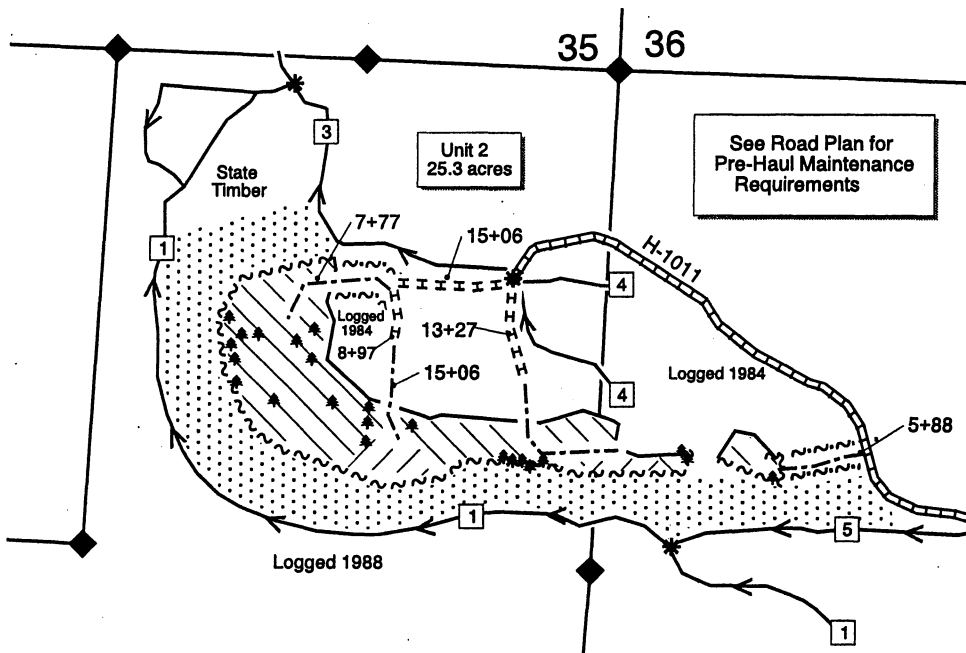 35
36
3
Unit 2
25.3 acres
See Road Plan for
Pre-Haul Maintenance
Requirements
State
Timber
7+77
15+06
H-1011
1
4
Logged
1984
13+27
8+97
15+06
Logged 1984
4
5+88
1
5
Logged 1988
1